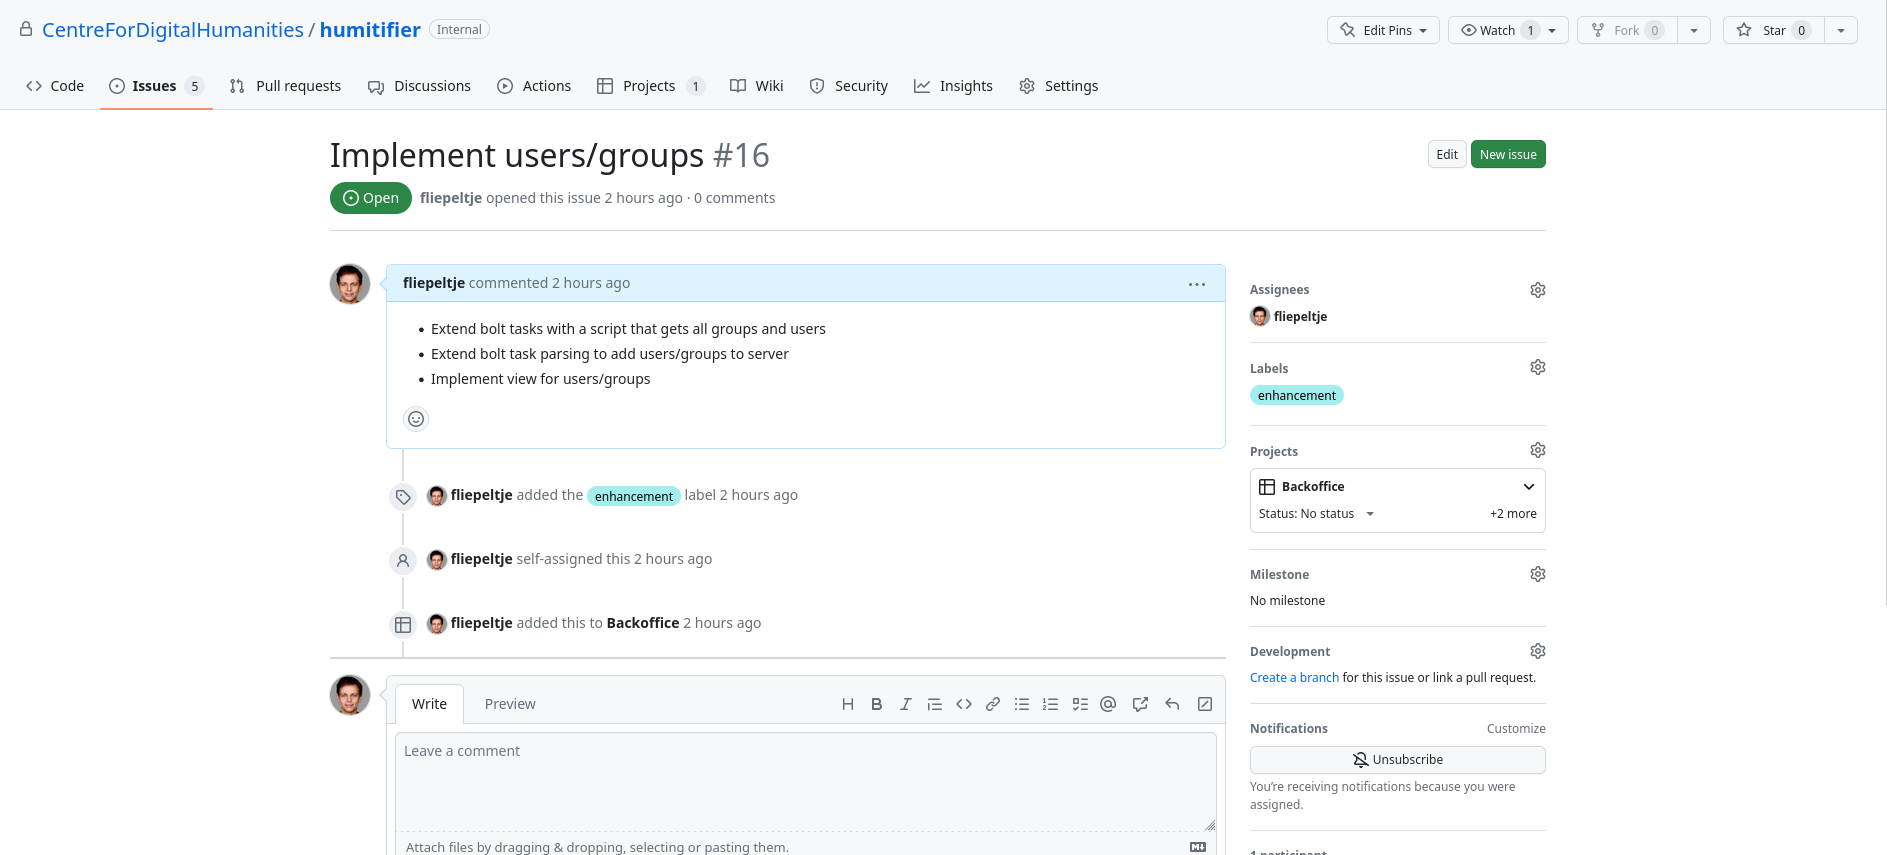 CentreForDigitalHumanities / humitifier Internal
Edit Pins Watch 1 Fork 0 Star 0
Code Issues 5 Pull requests Discussions Actions Projects 1 Wiki Security Insights Settings
Implement users/groups #16
Edit New issue
Open fliepeltje opened this issue 2 hours ago · 0 comments
fliepeltje commented 2 hours ago
• Extend bolt tasks with a script that gets all groups and users
• Extend bolt task parsing to add users/groups to server
• Implement view for users/groups
fliepeltje added the enhancement label 2 hours ago
fliepeltje self-assigned this 2 hours ago
fliepeltje added this to Backoffice 2 hours ago
Write Preview
Leave a comment
Attach files by dragging & dropping, selecting or pasting them.
Assignees
fliepeltje
Labels
enhancement
Projects
Backoffice
Status: No status +2 more
Milestone
No milestone
Development
Create a branch for this issue or link a pull request.
Notifications Customize
Unsubscribe
You're receiving notifications because you were
assigned.
1 participant